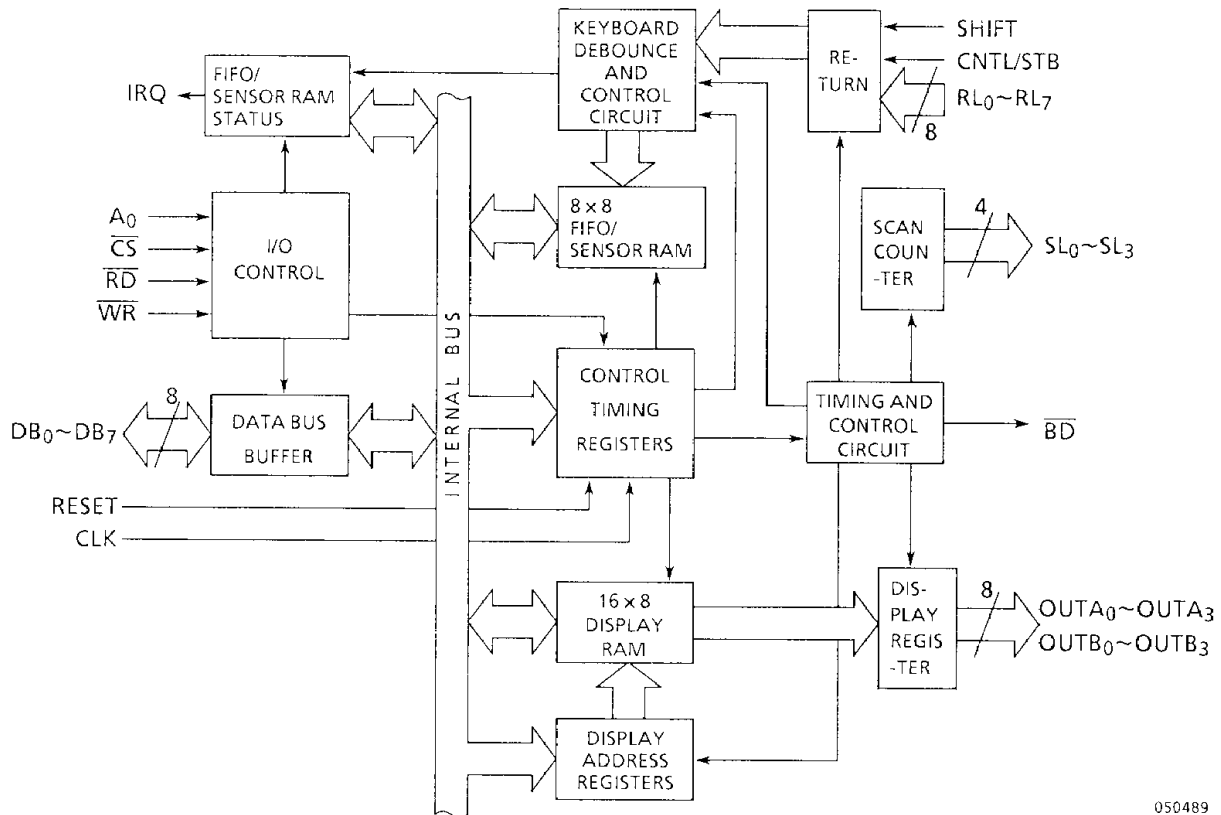 KEYBOARD
DEBOUNCE
AND
CONTROL
CIRCUIT
RE-
TURN
SHIFT
CNTL/STB
RL0~RL7
8
FIFO/
SENSOR RAM
STATUS
IRQ
A0
CS
RD
WR
I/O
CONTROL
8 x 8
FIFO/
SENSOR RAM
SCAN
COUN
-TER
4
SL0~SL3
INTERNAL BUS
CONTROL
TIMING
REGISTERS
TIMING AND
CONTROL
CIRCUIT
BD
DB0~DB7
8
DATA BUS
BUFFER
RESET
CLK
16 x 8
DISPLAY
RAM
DIS-
PLAY
REGIS
-TER
8
OUTA0~OUTA3
OUTB0~OUTB3
DISPLAY
ADDRESS
REGISTERS
050489